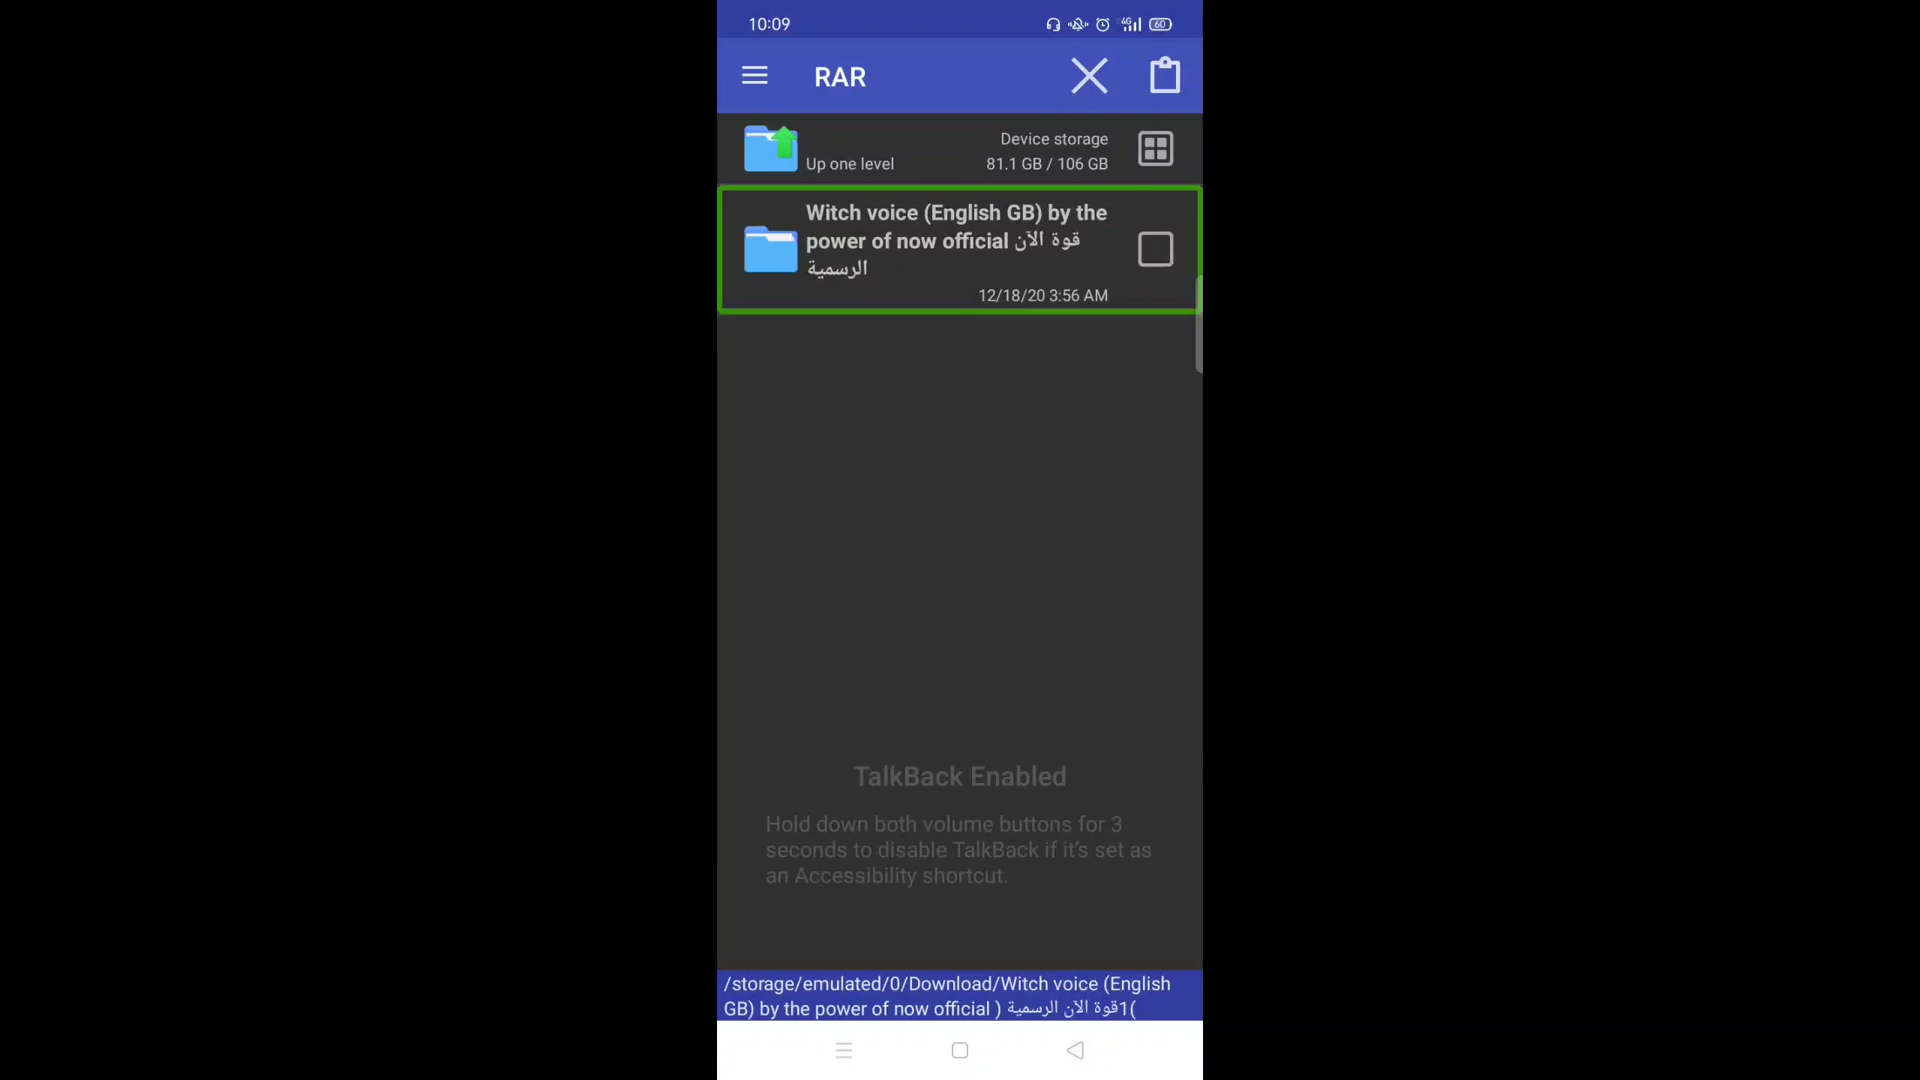 10:09
4G
60
RAR
Device storage
Up one level
81.1 GB / 106 GB
Witch voice (English GB) by the
power of now official قوة الآن
الرسمية
12/18/20 3:56 AM
TalkBack Enabled
Hold down both volume buttons for 3
seconds to disable TalkBack if it's set as
an Accessibility shortcut.
/storage/emulated/0/Download/Witch voice (English
GB) by the power of now official ) قوة الآن الرسمية1(